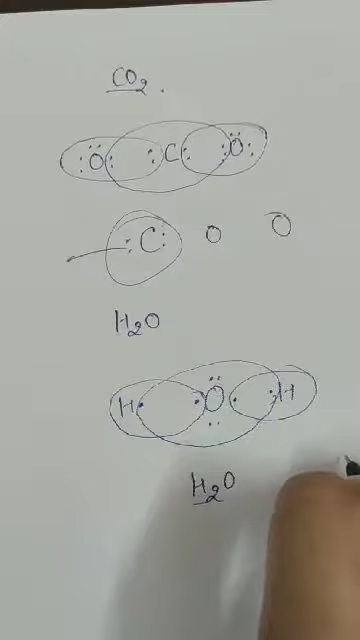 CO₂.
:Ö: :C: :Ö:
:C: O O
H₂O
H· ·Ö· ·H
H₂O